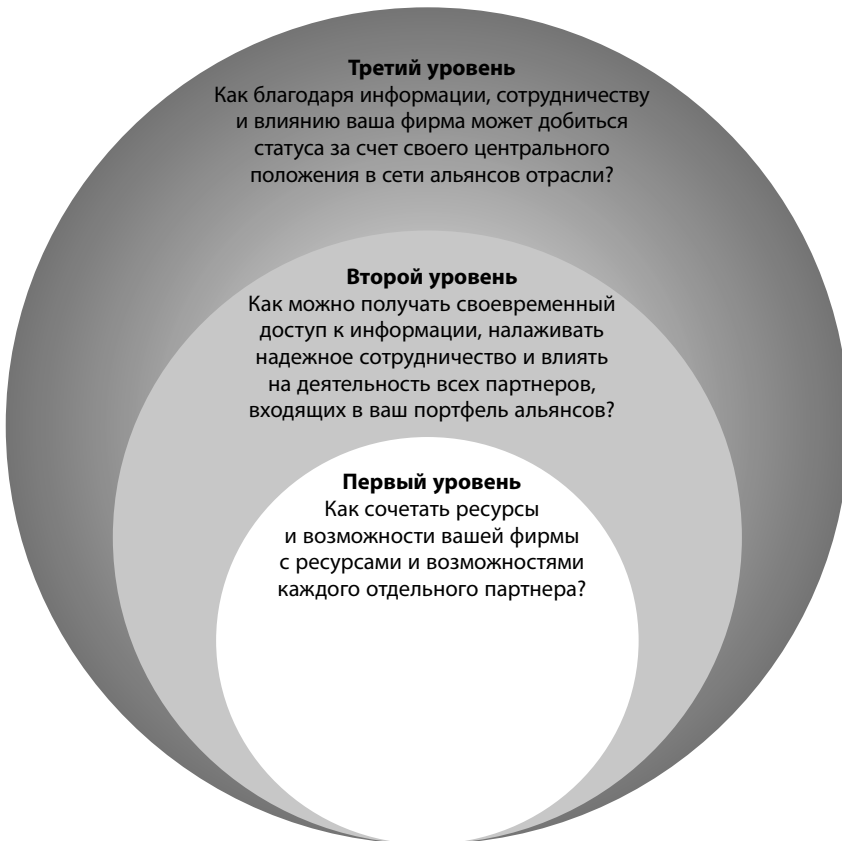 Третий уровень
Как благодаря информации, сотрудничеству
и влиянию ваша фирма может добиться
статуса за счет своего центрального
положения в сети альянсов отрасли?
Второй уровень
Как можно получать своевременный
доступ к информации, налаживать
надежное сотрудничество и влиять
на деятельность всех партнеров,
входящих в ваш портфель альянсов?
Первый уровень
Как сочетать ресурсы
и возможности вашей фирмы
с ресурсами и возможностями
каждого отдельного партнера?